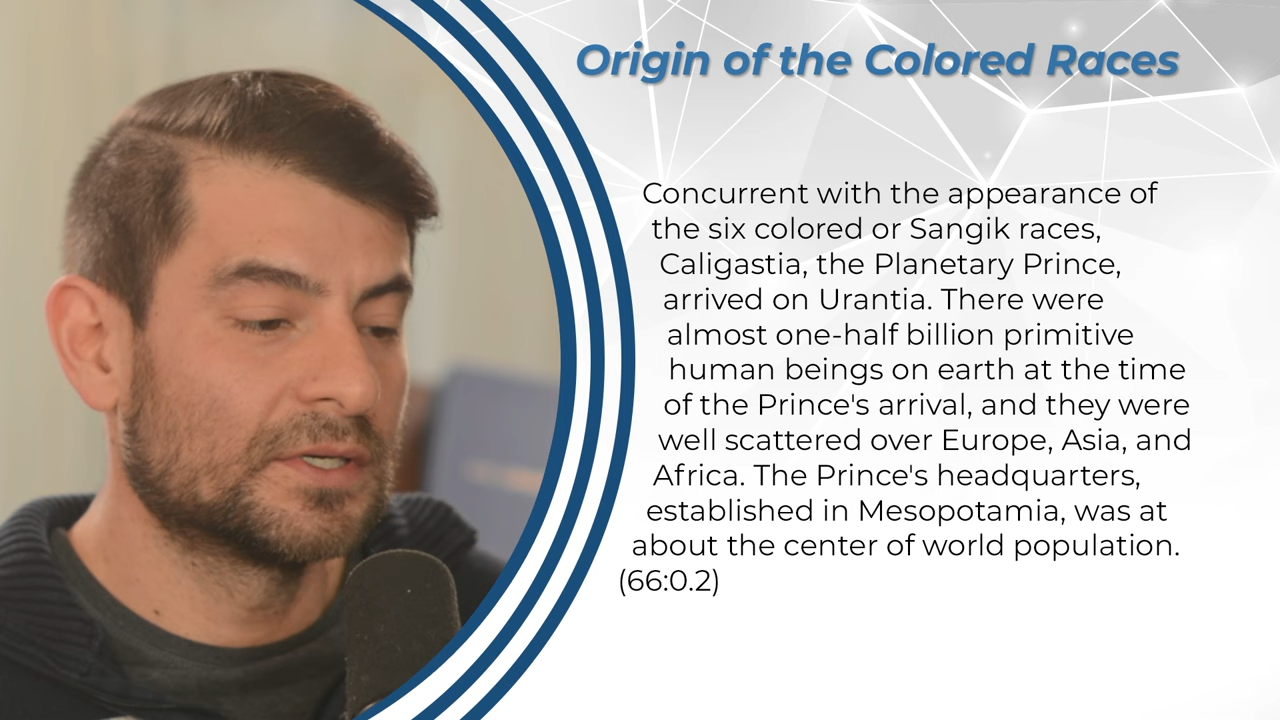 Origin of the Colored Races
Concurrent with the appearance of
the six colored or Sangik races,
Caligastia, the Planetary Prince,
arrived on Urantia. There were
almost one-half billion primitive
human beings on earth at the time
of the Prince's arrival, and they were
well scattered over Europe, Asia, and
Africa. The Prince's headquarters,
established in Mesopotamia, was at
about the center of world population.
(66:0.2)